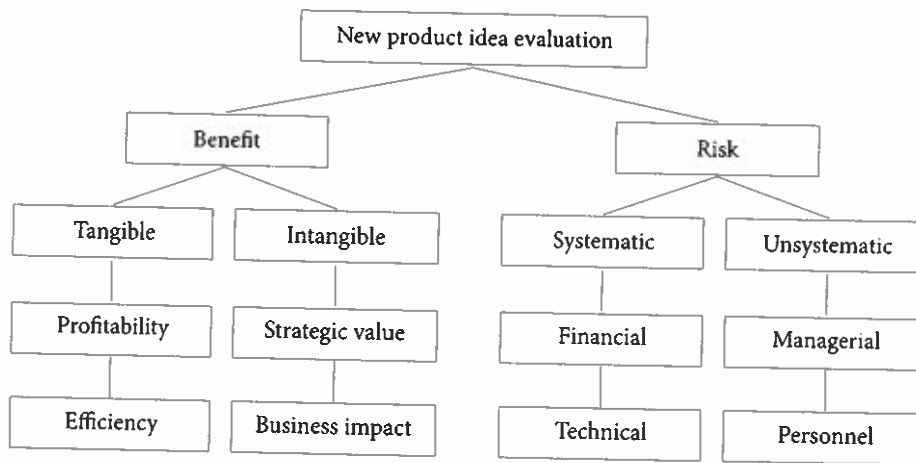 New product idea evaluation
Benefit
Risk
Tangible
Intangible
Systematic
Unsystematic
Profitability
Strategic value
Financial
Managerial
Efficiency
Business impact
Technical
Personnel